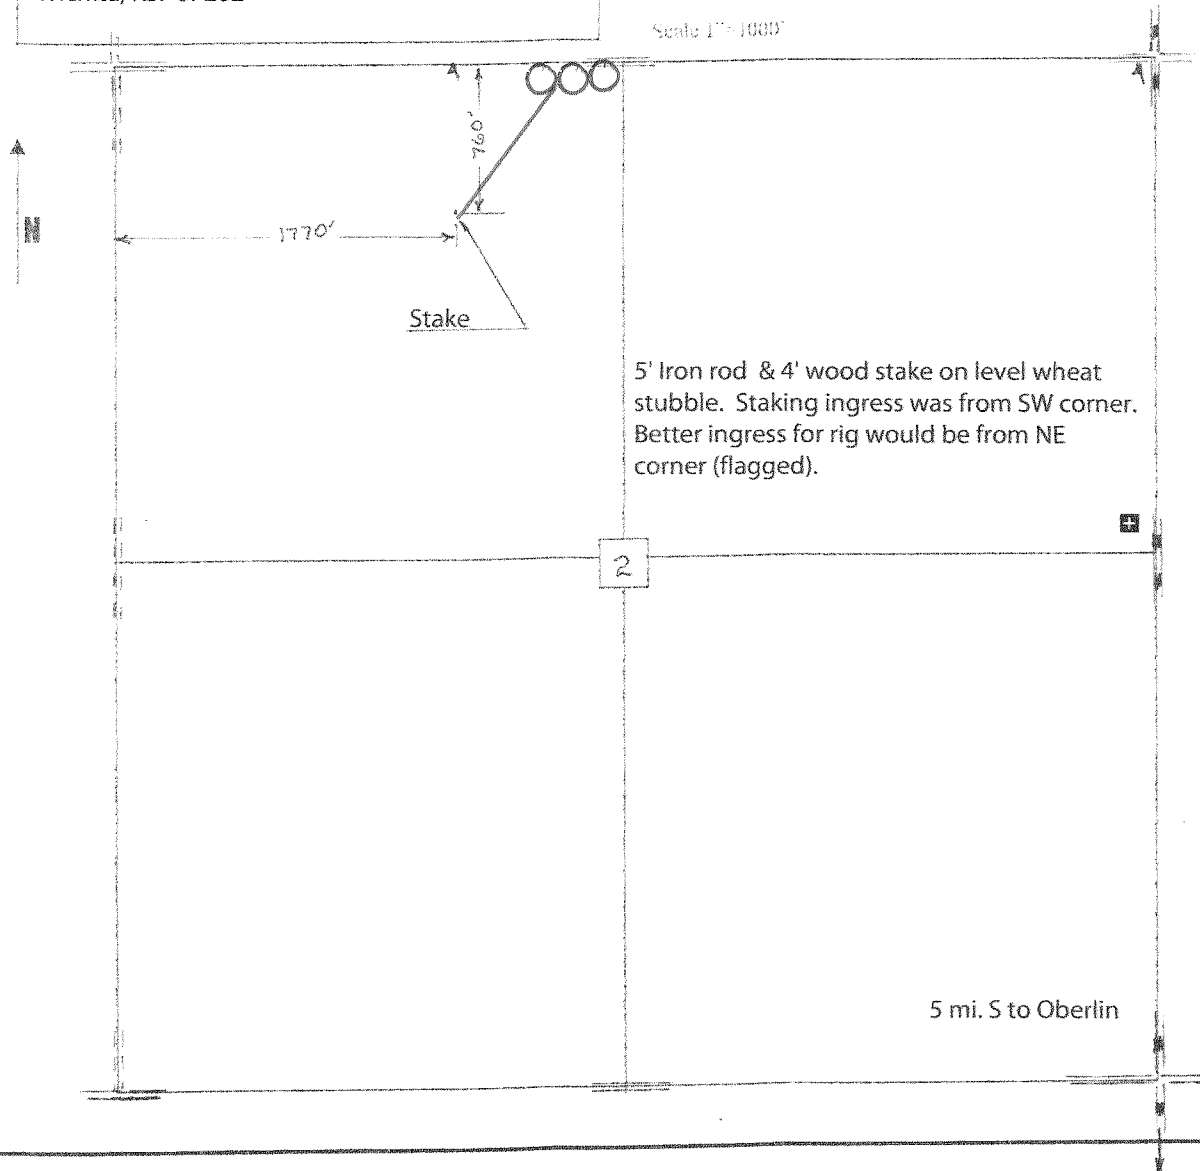 Scale 1"=1000'
760'
N
1770'
Stake
5' Iron rod & 4' wood stake on level wheat
stubble. Staking ingress was from SW corner.
Better ingress for rig would be from NE
corner (flagged).
2
5 mi. S to Oberlin